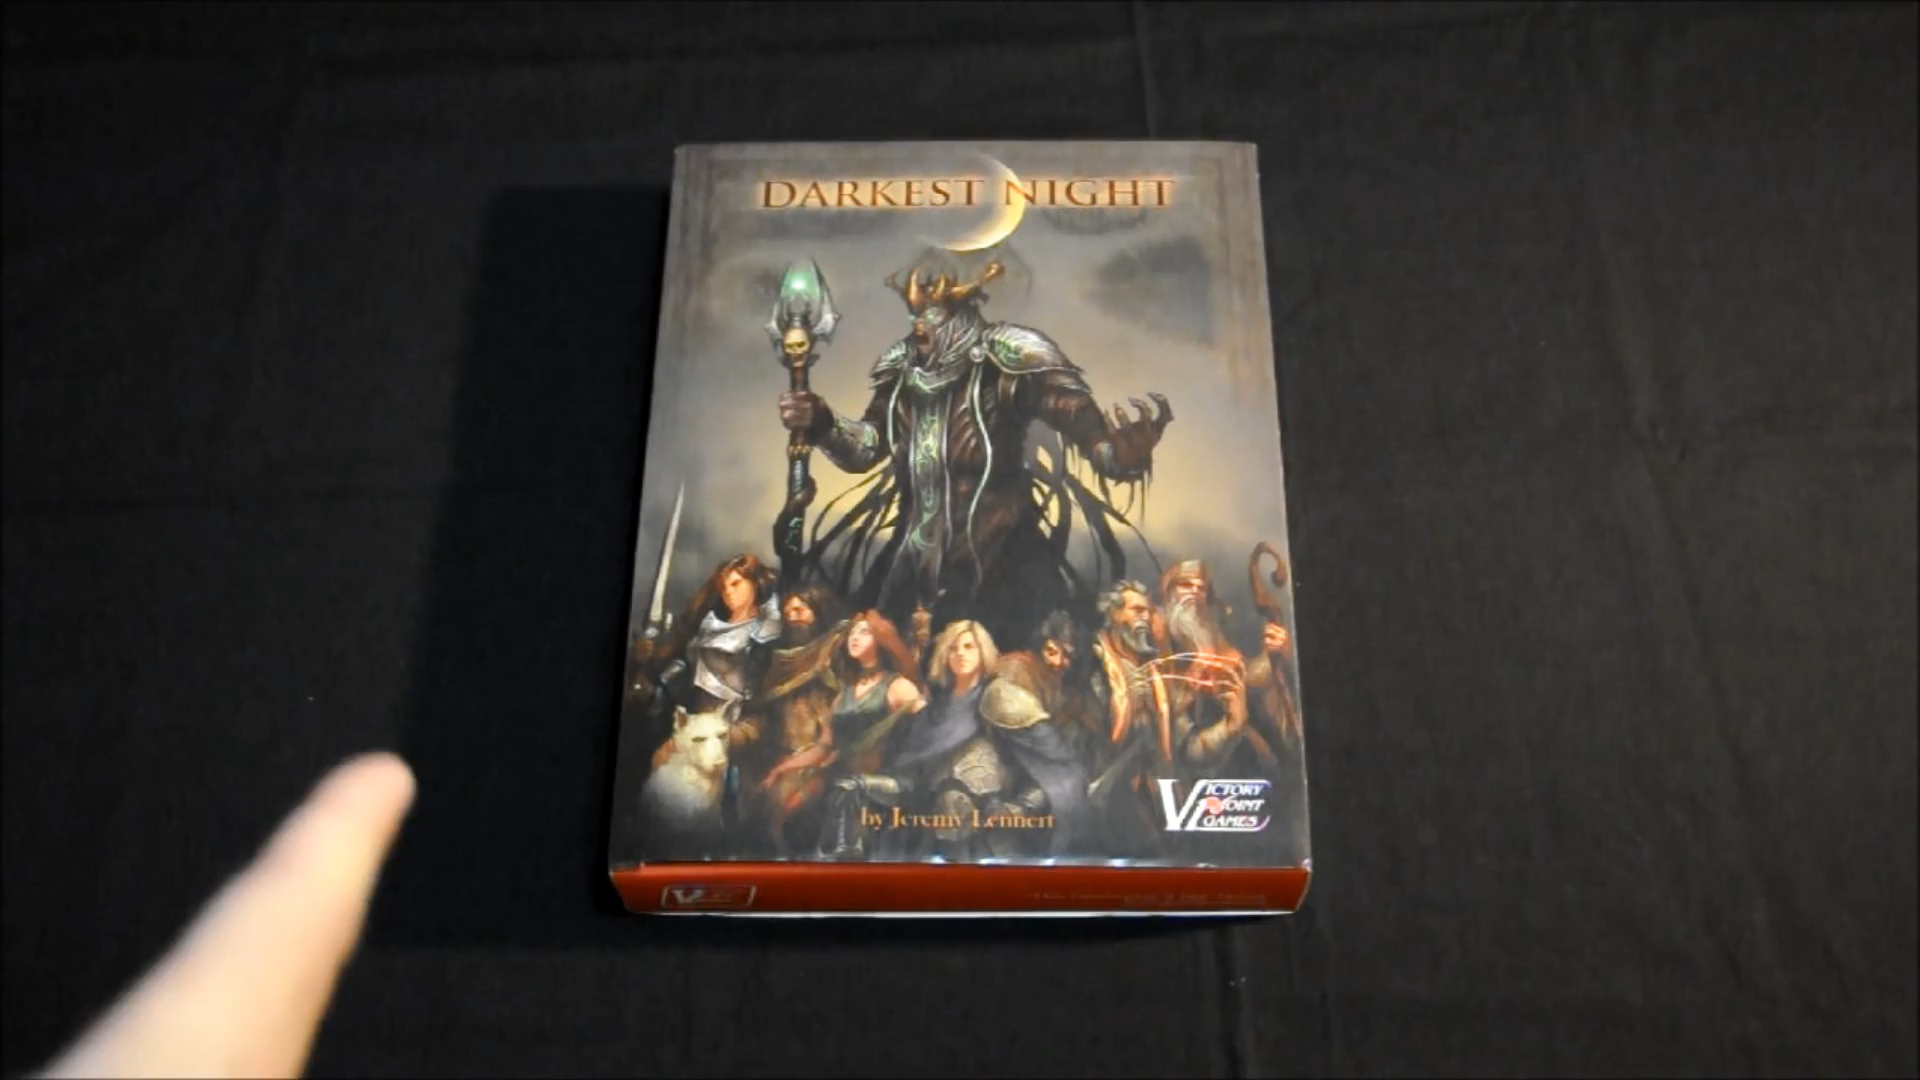 DARKEST NIGHT
by Jeremy Lennert
VICTORY
POINT
GAMES